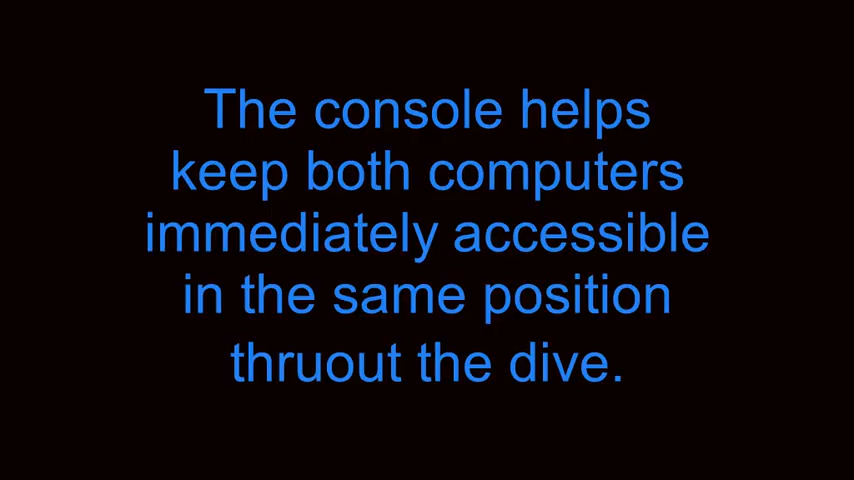 The console helps
keep both computers
immediately accessible
in the same position
thruout the dive.